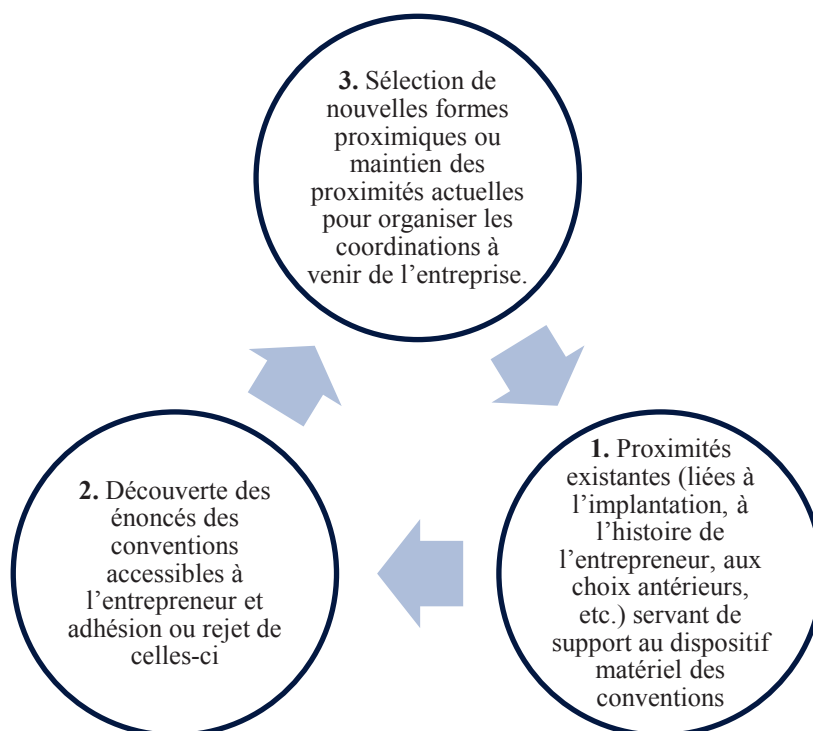 3. Sélection de
nouvelles formes
proximiques ou
maintien des
proximités actuelles
pour organiser les
coordinations à
venir de l’entreprise.
1. Proximités
existantes (liées à
l’implantation, à
l’histoire de
l’entrepreneur, aux
choix antérieurs,
etc.) servant de
support au dispositif
matériel des
conventions
2. Découverte des
énoncés des
conventions
accessibles à
l’entrepreneur et
adhésion ou rejet de
celles-ci